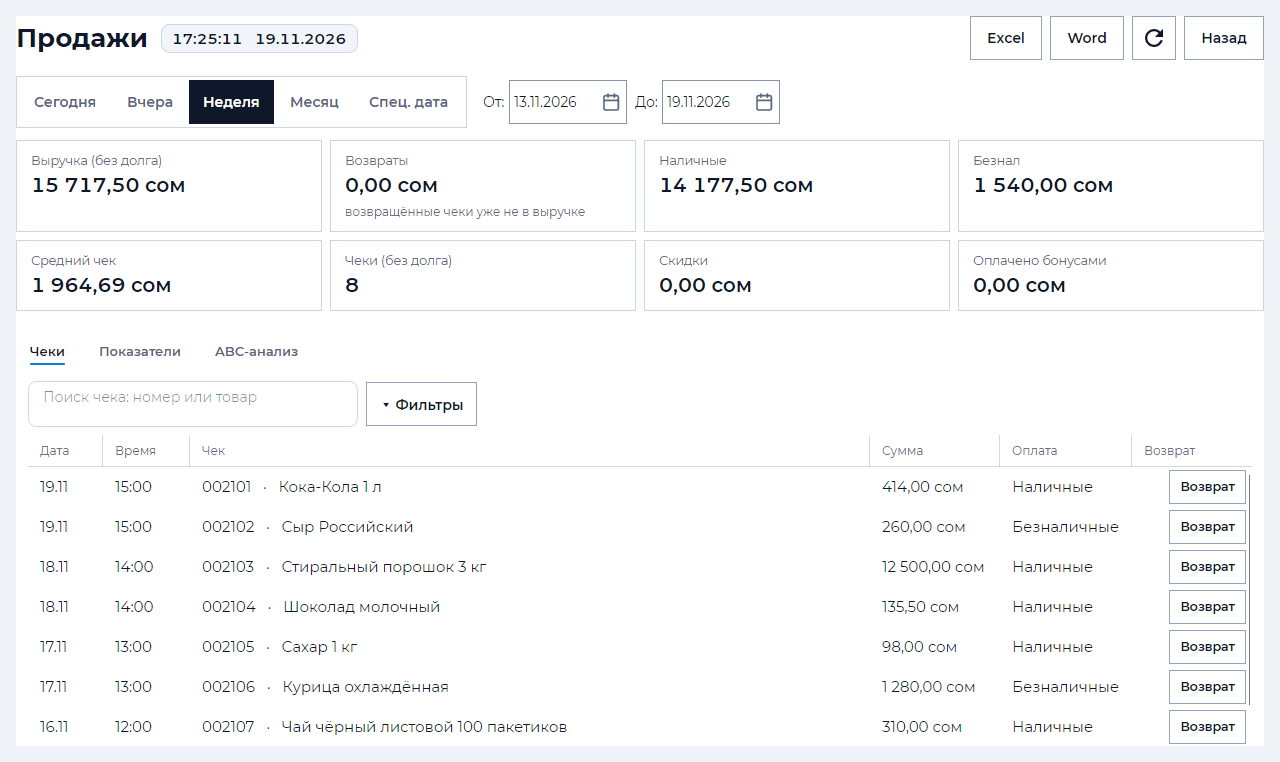 Продажи 17:25:11 19.11.2026 Excel Word Назад
Сегодня Вчера Неделя Месяц Спец. дата От: 13.11.2026 До: 19.11.2026
Выручка (без долга) Возвраты Наличные Безнал
15 717,50 сом 0,00 сом 14 177,50 сом 1 540,00 сом
возвращённые чеки уже не в выручке
Средний чек Чеки (без долга) Скидки Оплачено бонусами
1 964,69 сом 8 0,00 сом 0,00 сом
Чеки Показатели ABC-анализ
Поиск чека: номер или товар ▾ Фильтры
Дата Время Чек Сумма Оплата Возврат
19.11 15:00 002101 · Кока-Кола 1 л 414,00 сом Наличные Возврат
19.11 15:00 002102 · Сыр Российский 260,00 сом Безналичные Возврат
18.11 14:00 002103 · Стиральный порошок 3 кг 12 500,00 сом Наличные Возврат
18.11 14:00 002104 · Шоколад молочный 135,50 сом Наличные Возврат
17.11 13:00 002105 · Сахар 1 кг 98,00 сом Наличные Возврат
17.11 13:00 002106 · Курица охлаждённая 1 280,00 сом Безналичные Возврат
16.11 12:00 002107 · Чай чёрный листовой 100 пакетиков 310,00 сом Наличные Возврат